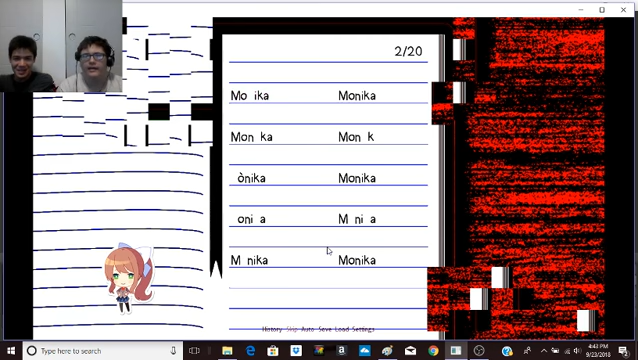 2/20
Mo ika Monika
Mon ka Mon k
ònika Monika
oni a M ni a
M nika Monika
History Skip Auto Save Load Settings
Type here to search
4:43 PM
9/23/2018